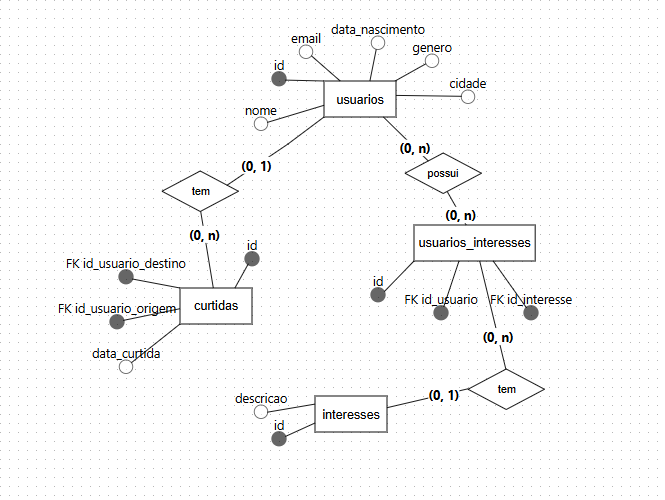 data_nascimento
email
genero
id
cidade
usuarios
nome
(0, n)
(0, 1)
possui
tem
(0, n)
(0, n)
usuarios_interesses
id
FK id_usuario_destino
id
FK id_usuario
FK id_interesse
curtidas
FK id_usuario_origem
(0, n)
data_curtida
tem
(0, 1)
descricao
interesses
id